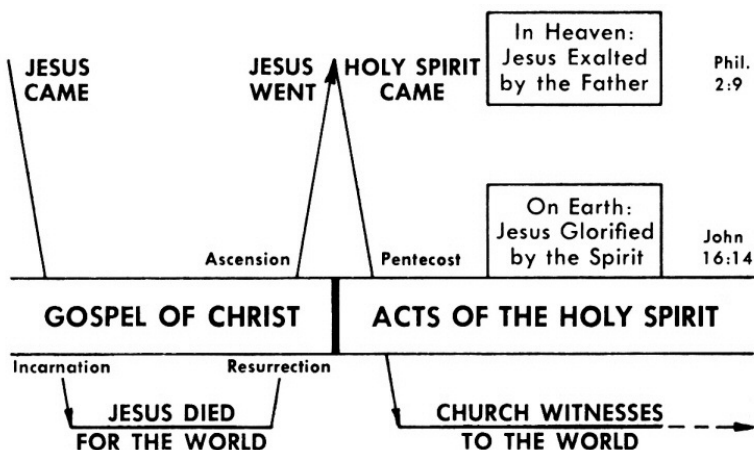 JESUS
CAME
JESUS
WENT
HOLY SPIRIT
CAME
In Heaven:
Jesus Exalted
by the Father
Phil.
2:9
On Earth:
Jesus Glorified
by the Spirit
John
16:14
Ascension
Pentecost
GOSPEL OF CHRIST
ACTS OF THE HOLY SPIRIT
Incarnation
Resurrection
JESUS DIED
FOR THE WORLD
CHURCH WITNESSES
TO THE WORLD